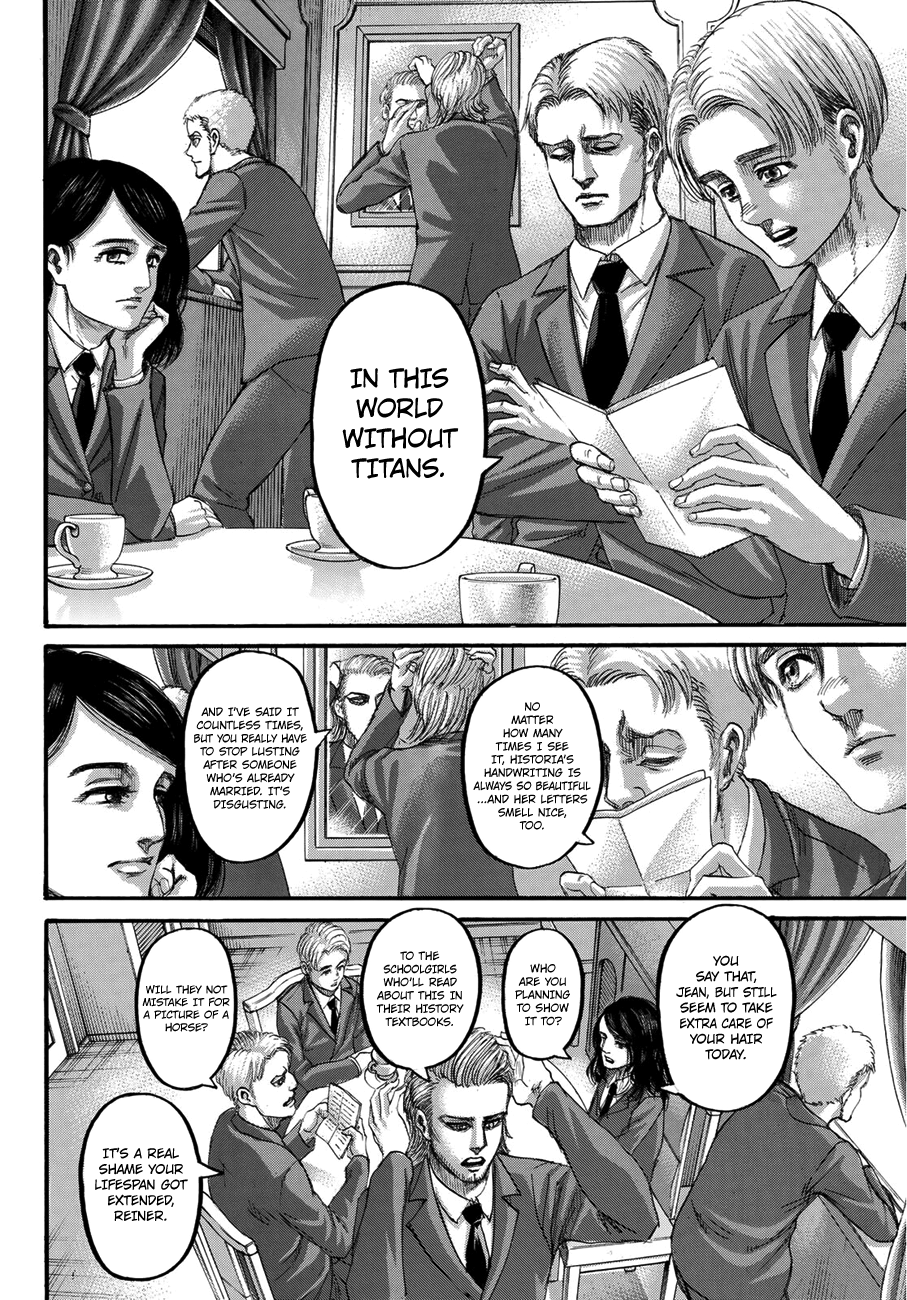 IN THIS
WORLD
WITHOUT
TITANS.
NO
MATTER
HOW MANY
TIMES I SEE
IT, HISTORIA'S
HANDWRITING IS
ALWAYS SO BEAUTIFUL
...AND HER LETTERS
SMELL NICE,
TOO.
AND I'VE SAID IT
COUNTLESS TIMES,
BUT YOU REALLY HAVE
TO STOP LUSTING
AFTER SOMEONE
WHO'S ALREADY
MARRIED. IT'S
DISGUSTING.
YOU
SAY THAT,
JEAN, BUT STILL
SEEM TO TAKE
EXTRA CARE OF
YOUR HAIR
TODAY.
WHO
ARE YOU
PLANNING
TO SHOW
IT TO?
TO THE
SCHOOLGIRLS
WHO'LL READ
ABOUT THIS IN
THEIR HISTORY
TEXTBOOKS.
WILL THEY NOT
MISTAKE IT FOR
A PICTURE OF A
HORSE?
IT'S A REAL
SHAME YOUR
LIFESPAN GOT
EXTENDED,
REINER.